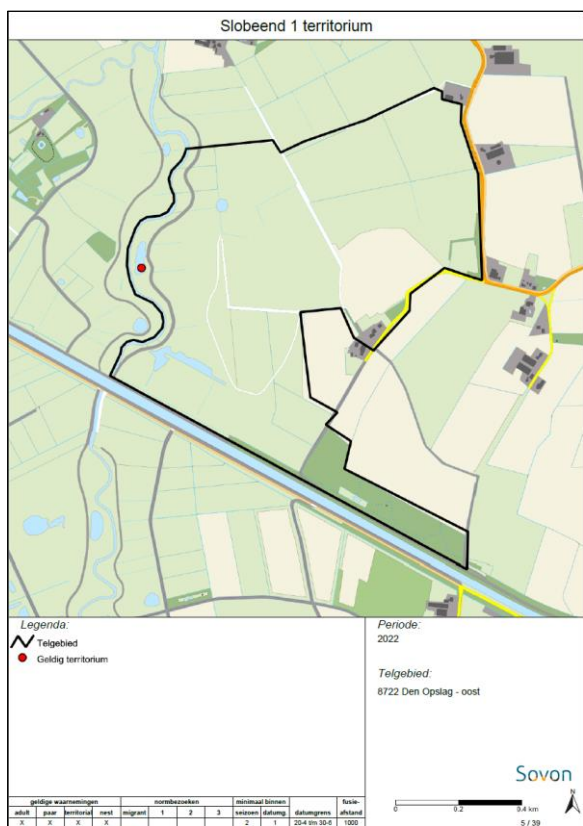 Slobeend 1 territorium
Legenda:
Telgebied
Geldig territorium
Periode:
2022
Telgebied:
8722 Den Opslag - oost
Sovon
0 0.2 0.4 km
5 / 39
geldige waarnemingen normbezoeken minimaal binnen fusie-
adult paar territorial nest migrant 1 2 3 seizoen datumg. datumgrens afstand
X X X X 2 1 20-4 t/m 30-6 1000